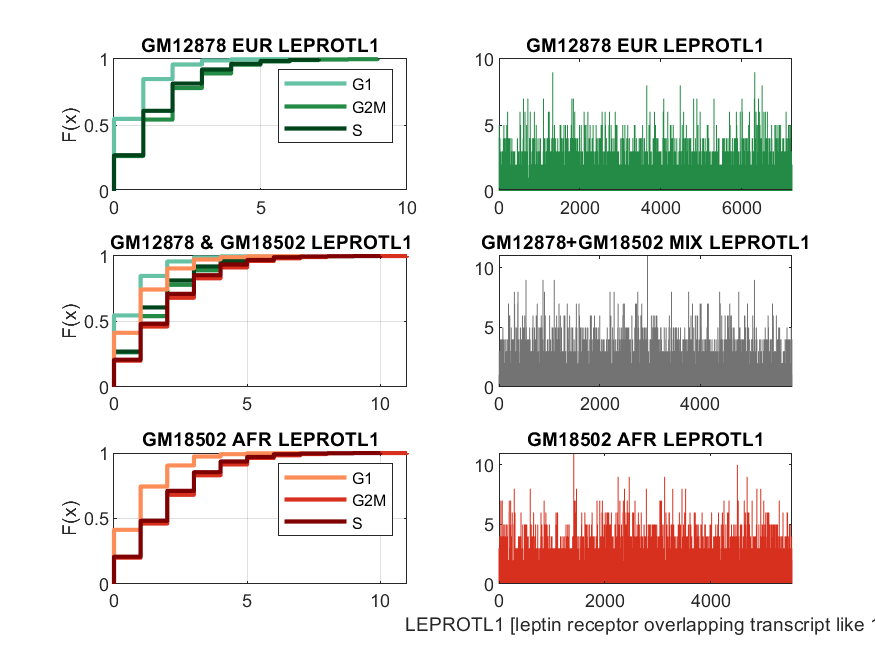 GM12878 EUR LEPROTL1
F(x)
1
0.5
0
0
5
10
G1
G2M
S
GM12878 EUR LEPROTL1
10
5
0
0
2000
4000
6000
GM12878 & GM18502 LEPROTL1
F(x)
1
0.5
0
0
5
10
GM12878+GM18502 MIX LEPROTL1
10
5
0
0
2000
4000
GM18502 AFR LEPROTL1
F(x)
1
0.5
0
0
5
10
G1
G2M
S
GM18502 AFR LEPROTL1
10
5
0
0
2000
4000
LEPROTL1 [leptin receptor overlapping transcript like